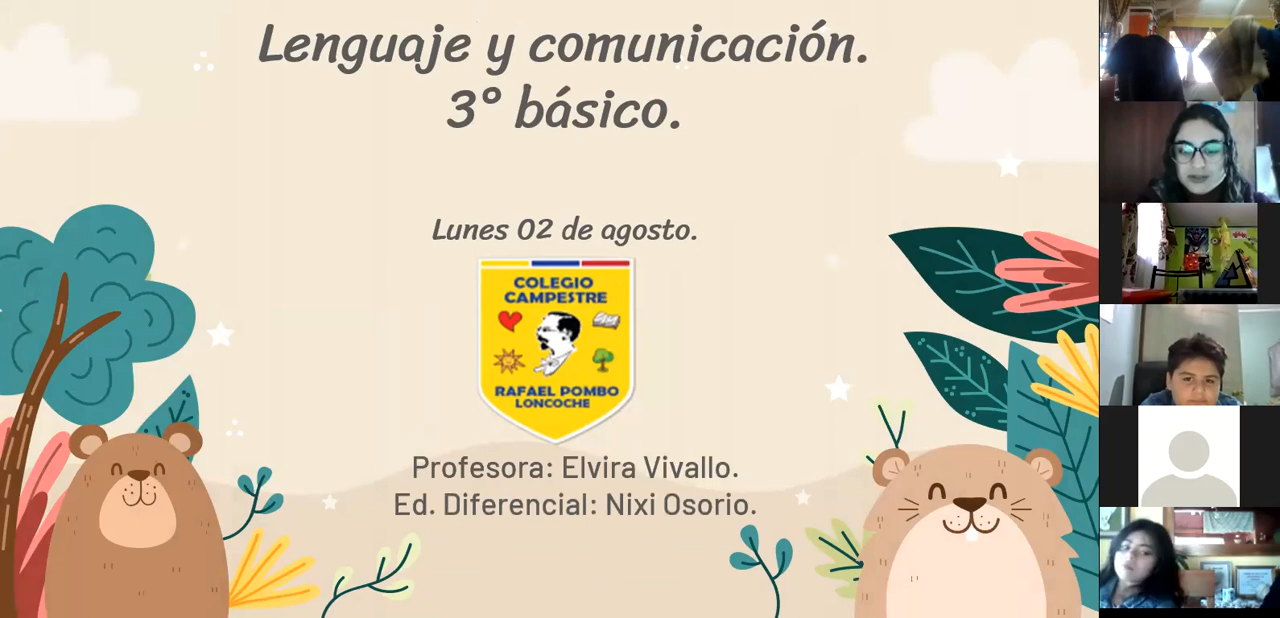 Lenguaje y comunicación.
3° básico.
Lunes 02 de agosto.
COLEGIO
CAMPESTRE
RAFAEL POMBO
LONCOCHE
Profesora: Elvira Vivallo.
Ed. Diferencial: Nixi Osorio.